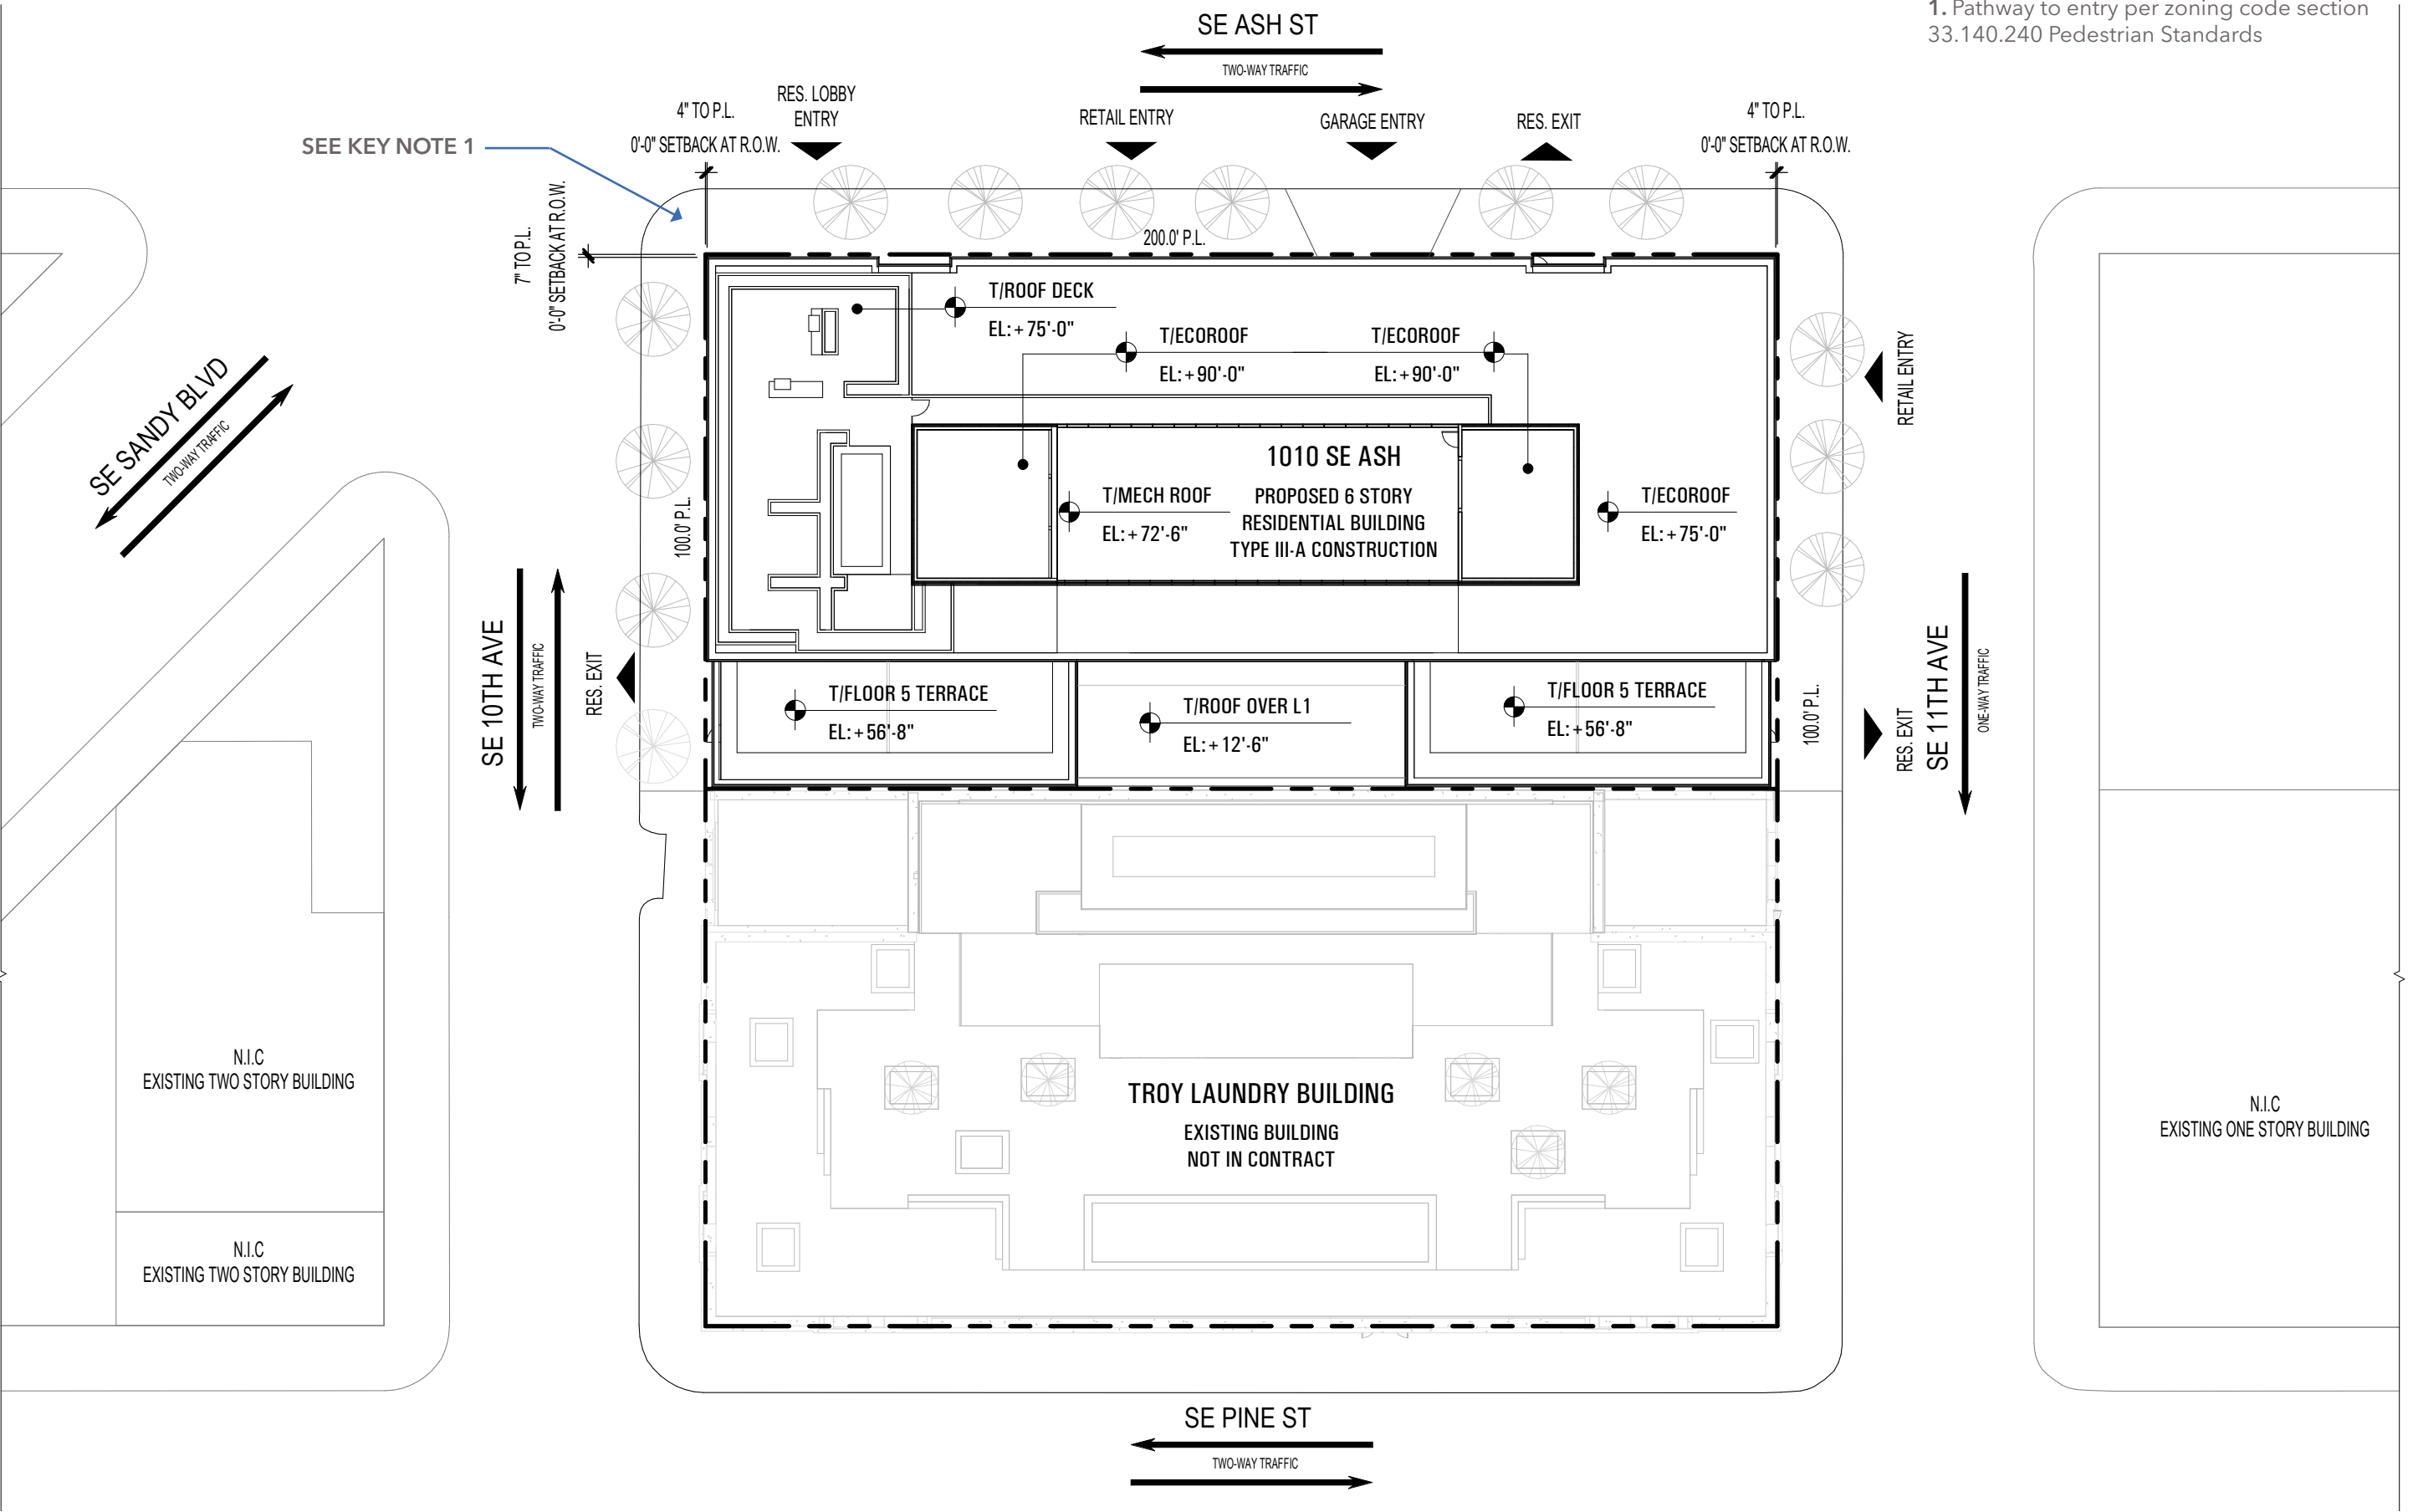 1. Pathway to entry per zoning code section
33.140.240 Pedestrian Standards
SE ASH ST
TWO-WAY TRAFFIC
SEE KEY NOTE 1
4" TO P.L.
0'-0" SETBACK AT R.O.W.
RES. LOBBY
ENTRY
RETAIL ENTRY
GARAGE ENTRY
RES. EXIT
4" TO P.L.
0'-0" SETBACK AT R.O.W.
7" TO P.L.
0'-0" SETBACK AT R.O.W.
200.0' P.L.
T/ROOF DECK
EL: +75'-0"
T/ECOROOF
EL: +90'-0"
T/ECOROOF
EL: +90'-0"
RETAIL ENTRY
SE SANDY BLVD
TWO-WAY TRAFFIC
1010 SE ASH
PROPOSED 6 STORY
RESIDENTIAL BUILDING
TYPE III-A CONSTRUCTION
T/MECH ROOF
EL: +72'-6"
T/ECOROOF
EL: +75'-0"
100.0' P.L.
SE 10TH AVE
TWO-WAY TRAFFIC
RES. EXIT
T/FLOOR 5 TERRACE
EL: +56'-8"
T/ROOF OVER L1
EL: +12'-6"
T/FLOOR 5 TERRACE
EL: +56'-8"
100.0' P.L.
RES. EXIT
SE 11TH AVE
ONE-WAY TRAFFIC
N.I.C
EXISTING TWO STORY BUILDING
TROY LAUNDRY BUILDING
EXISTING BUILDING
NOT IN CONTRACT
N.I.C
EXISTING ONE STORY BUILDING
N.I.C
EXISTING TWO STORY BUILDING
SE PINE ST
TWO-WAY TRAFFIC